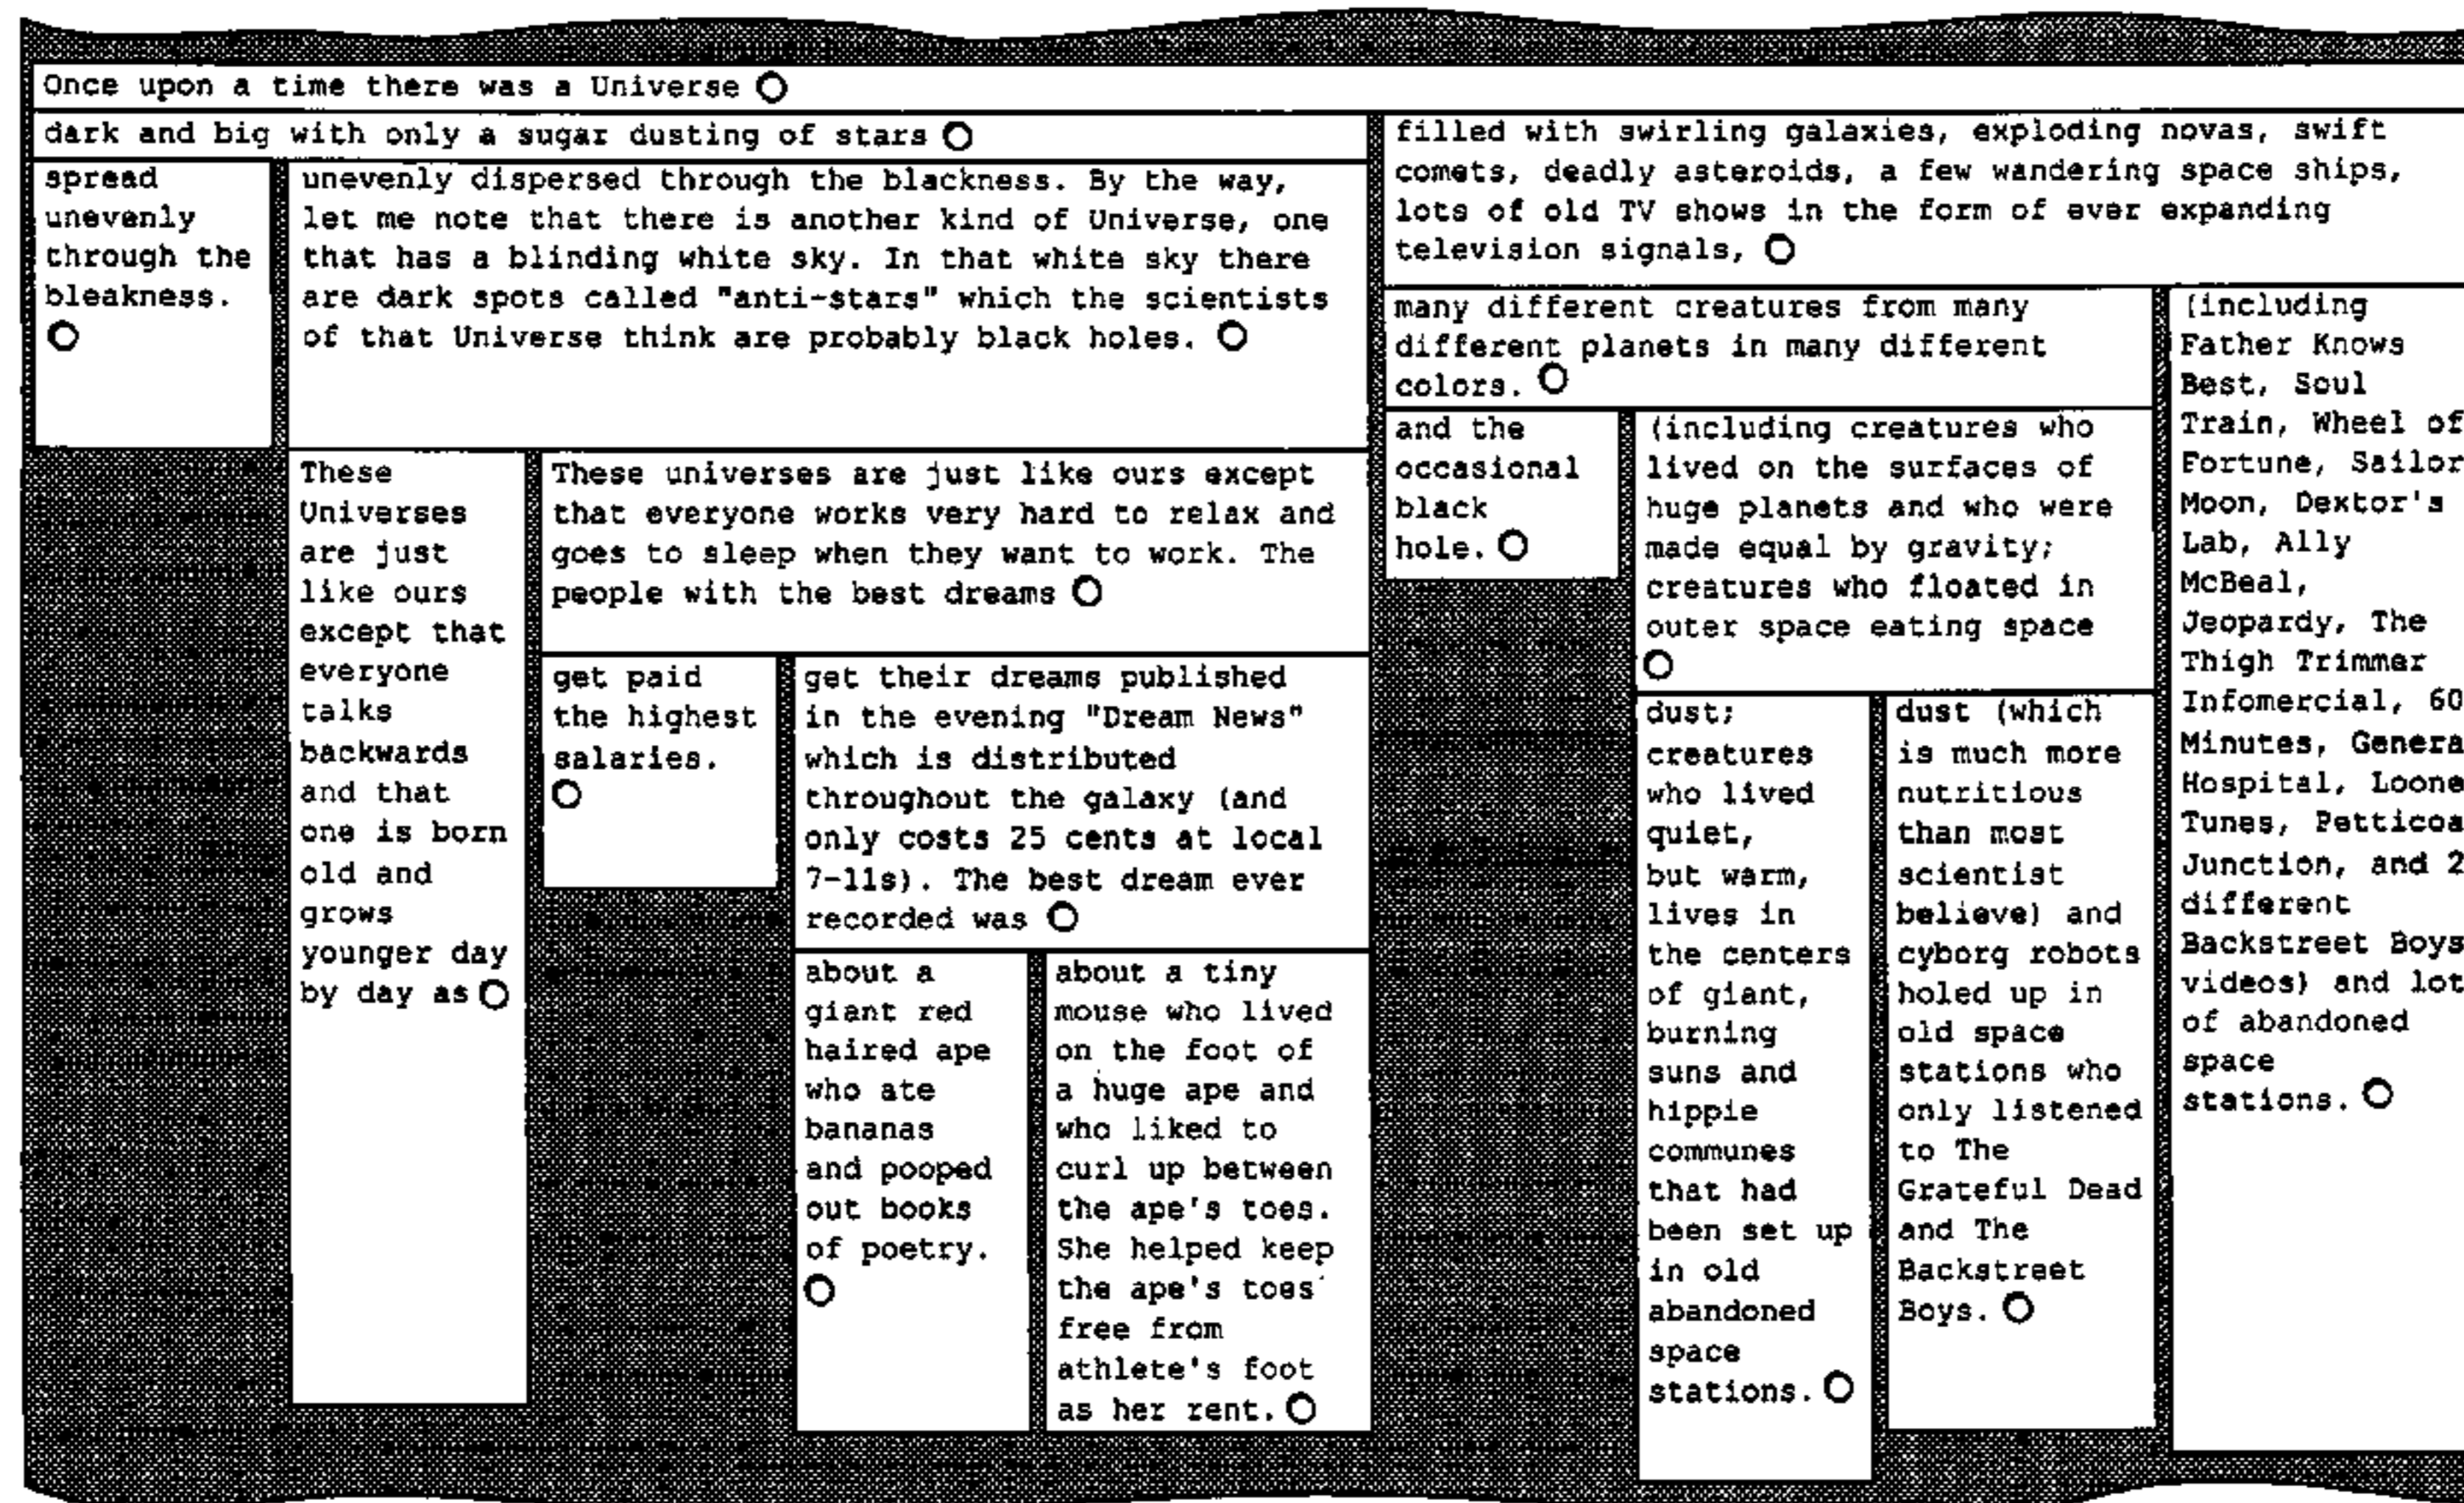 Once upon a time there was a Universe
dark and big with only a sugar dusting of stars
spread
unevenly
through the
bleakness.
unevenly dispersed through the blackness. By the way,
let me note that there is another kind of Universe, one
that has a blinding white sky. In that white sky there
are dark spots called "anti-stars" which the scientists
of that Universe think are probably black holes.
These
Universes
are just
like ours
except that
everyone
talks
backwards
and that
one is born
old and
grows
younger day
by day as
These universes are just like ours except
that everyone works very hard to relax and
goes to sleep when they want to work. The
people with the best dreams
get paid
the highest
salaries.
get their dreams published
in the evening "Dream News"
which is distributed
throughout the galaxy (and
only costs 25 cents at local
7-11s). The best dream ever
recorded was
about a
giant red
haired ape
who ate
bananas
and pooped
out books
of poetry.
about a tiny
mouse who lived
on the foot of
a huge ape and
who liked to
curl up between
the ape's toes.
She helped keep
the ape's toes
free from
athlete's foot
as her rent.
filled with swirling galaxies, exploding novas, swift
comets, deadly asteroids, a few wandering space ships,
lots of old TV shows in the form of ever expanding
television signals,
many different creatures from many
different planets in many different
colors.
and the
occasional
black
hole.
(including creatures who
lived on the surfaces of
huge planets and who were
made equal by gravity;
creatures who floated in
outer space eating space
dust;
creatures
who lived
quiet,
but warm,
lives in
the centers
of giant,
burning
suns and
hippie
communes
that had
been set up
in old
abandoned
space
stations.
dust (which
is much more
nutritious
than most
scientist
believe) and
cyborg robots
holed up in
old space
stations who
only listened
to The
Grateful Dead
and The
Backstreet
Boys.
(including
Father Knows
Best, Soul
Train, Wheel of
Fortune, Sailor
Moon, Dextor's
Lab, Ally
McBeal,
Jeopardy, The
Thigh Trimmer
Infomercial, 60
Minutes, Genera
Hospital, Loone
Tunes, Petticoa
Junction, and 2
different
Backstreet Boys
videos) and lot
of abandoned
space
stations.